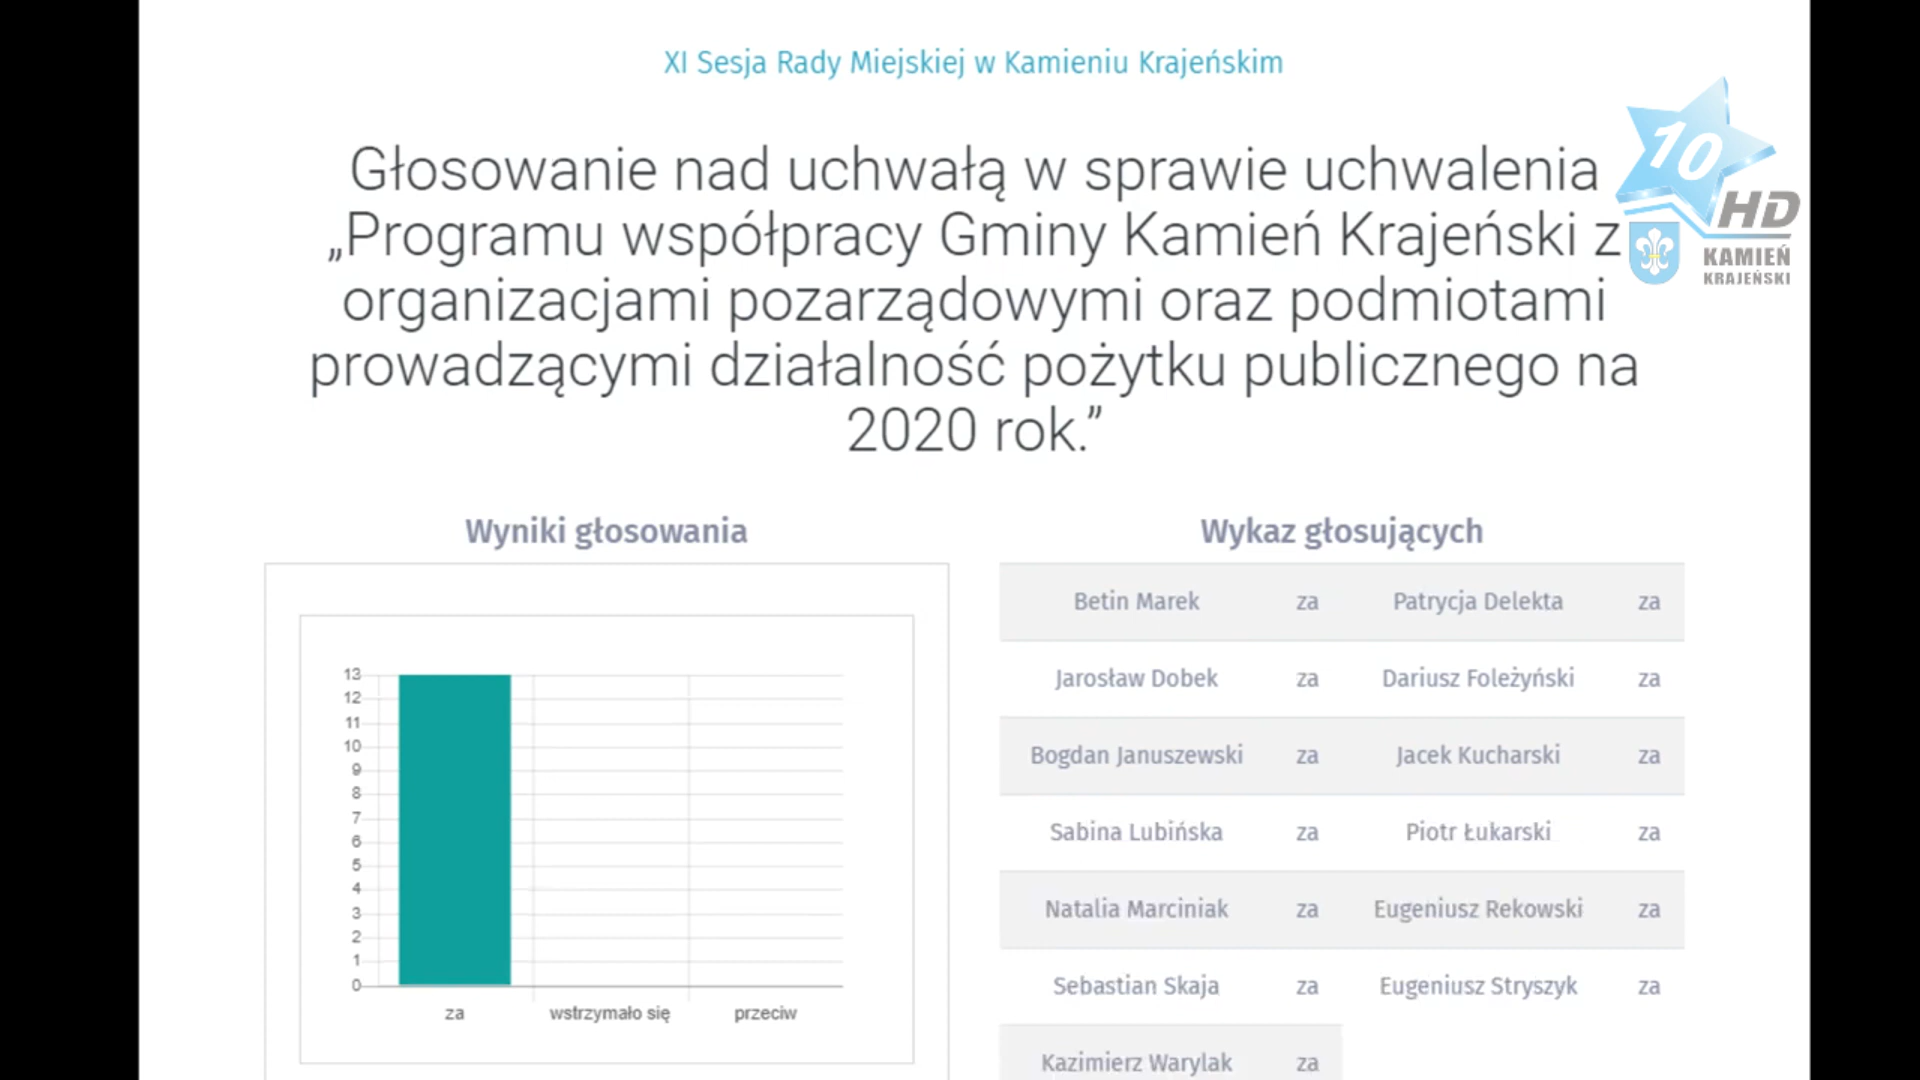 XI Sesja Rady Miejskiej w Kamieniu Krajeńskim
10
HD
KAMIEŃ
KRAJEŃSKI
Głosowanie nad uchwałą w sprawie uchwalenia
„Programu współpracy Gminy Kamień Krajeński z
organizacjami pozarządowymi oraz podmiotami
prowadzącymi działalność pożytku publicznego na
2020 rok.”
Wyniki głosowania
13
12
11
10
9
8
7
6
5
4
3
2
1
0
za wstrzymało się przeciw
Wykaz głosujących
Betin Marek za Patrycja Delekta za
Jarosław Dobek za Dariusz Foleżyński za
Bogdan Januszewski za Jacek Kucharski za
Sabina Lubińska za Piotr Łukarski za
Natalia Marciniak za Eugeniusz Rekowski za
Sebastian Skaja za Eugeniusz Stryszyk za
Kazimierz Warylak za